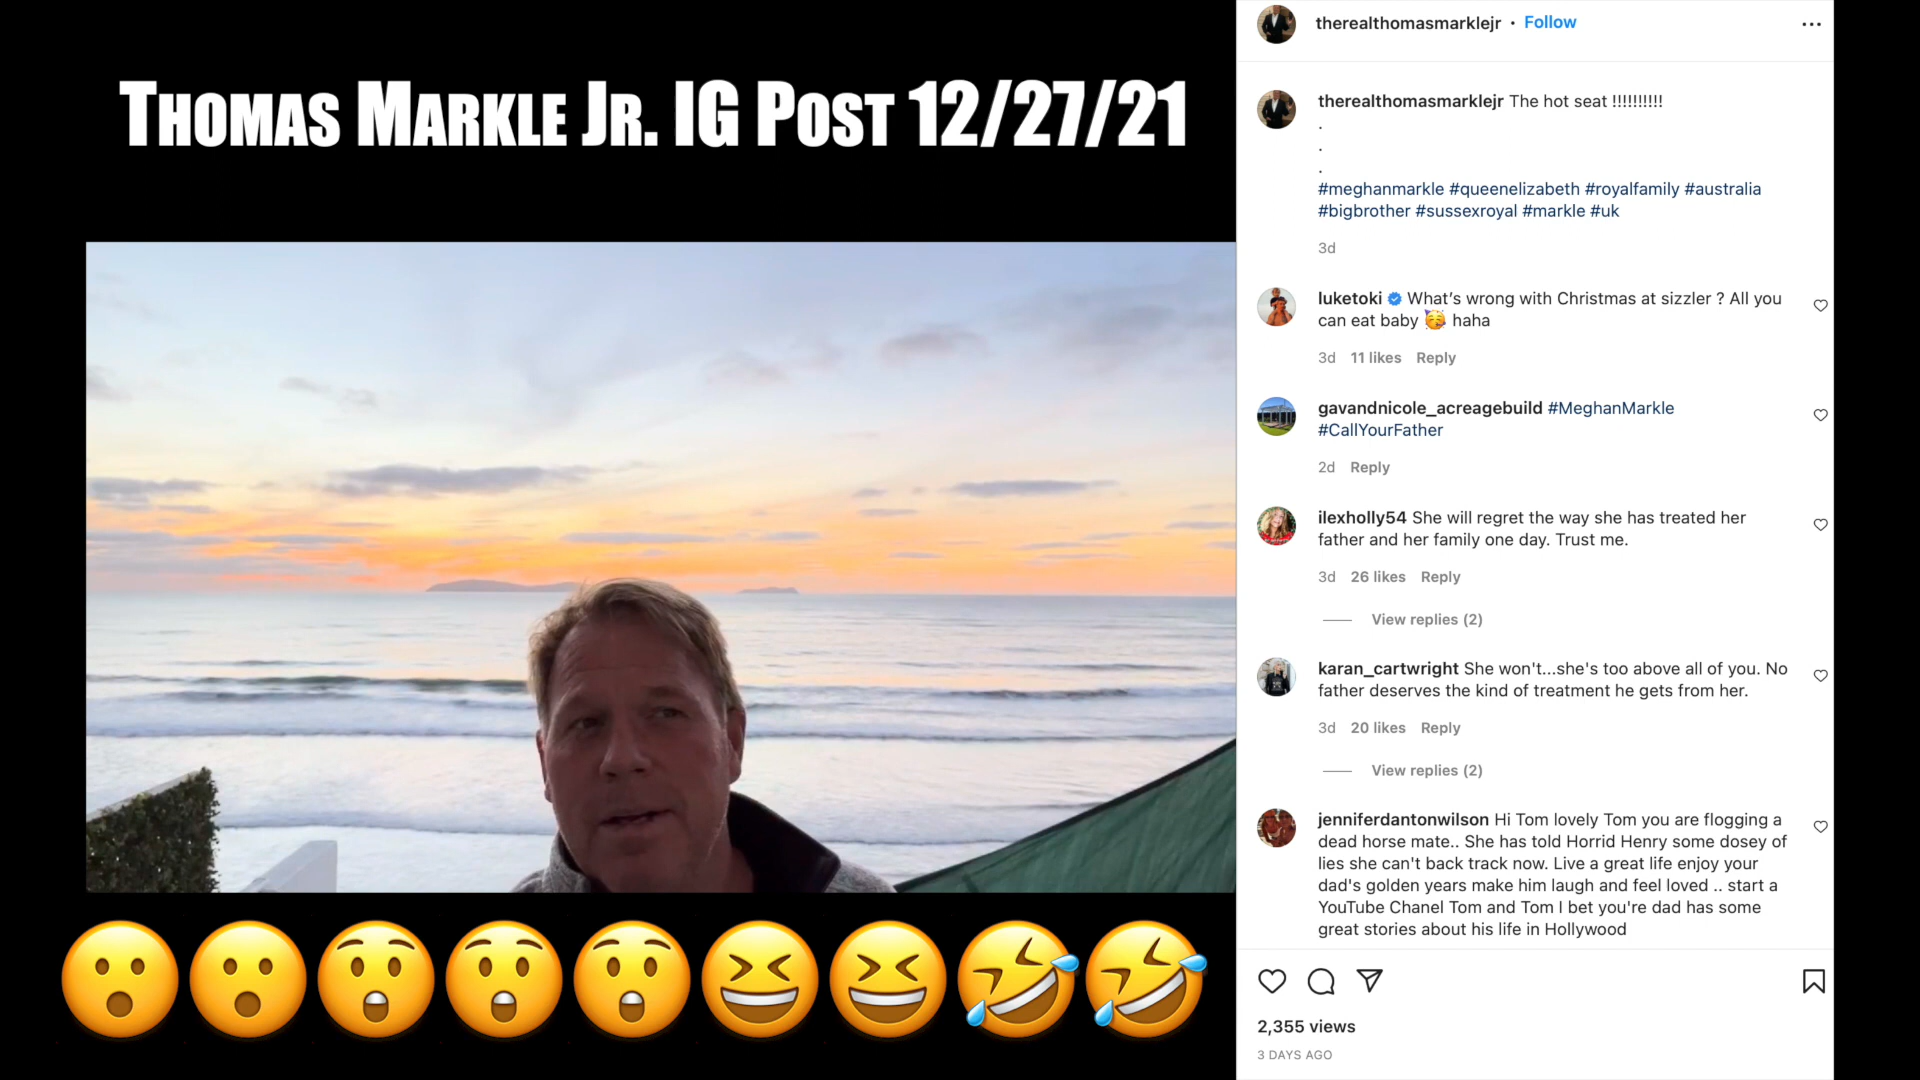 THOMAS MARKLE JR. IG POST 12/27/21
therealthomasmarklejr • Follow
therealthomasmarklejr The hot seat !!!!!!!!!!
.
.
.
#meghanmarkle #queenelizabeth #royalfamily #australia
#bigbrother #sussexroyal #markle #uk
3d
luketoki What’s wrong with Christmas at sizzler ? All you
can eat baby 🥳 haha
3d 11 likes Reply
gavandnicole_acreagebuild #MeghanMarkle
#CallYourFather
2d Reply
ilexholly54 She will regret the way she has treated her
father and her family one day. Trust me.
3d 26 likes Reply
View replies (2)
karan_cartwright She won't...she's too above all of you. No
father deserves the kind of treatment he gets from her.
3d 20 likes Reply
View replies (2)
jenniferdantonwilson Hi Tom lovely Tom you are flogging a
dead horse mate.. She has told Horrid Henry some dosey of
lies she can't back track now. Live a great life enjoy your
dad's golden years make him laugh and feel loved .. start a
YouTube Chanel Tom and Tom I bet you're dad has some
great stories about his life in Hollywood
2,355 views
3 DAYS AGO